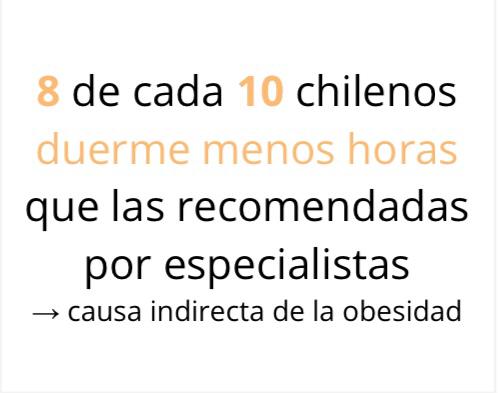 8 de cada 10 chilenos
duerme menos horas
que las recomendadas
por especialistas
→ causa indirecta de la obesidad